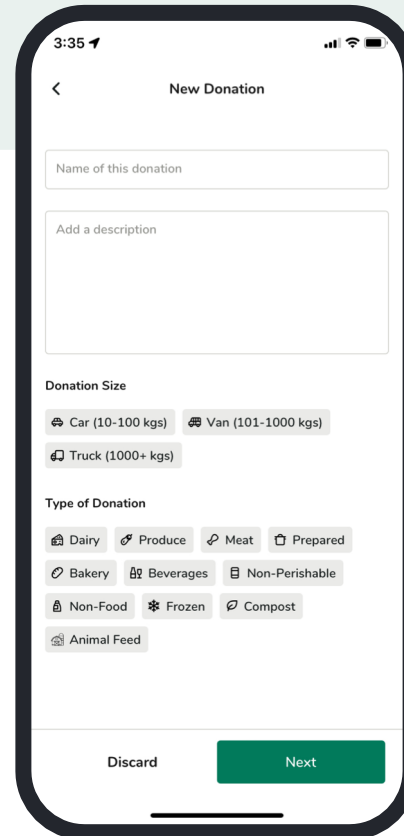 3:35
New Donation
Name of this donation
Add a description
Donation Size
Car (10-100 kgs) Van (101-1000 kgs)
Truck (1000+ kgs)
Type of Donation
Dairy Produce Meat Prepared
Bakery Beverages Non-Perishable
Non-Food Frozen Compost
Animal Feed
Discard Next